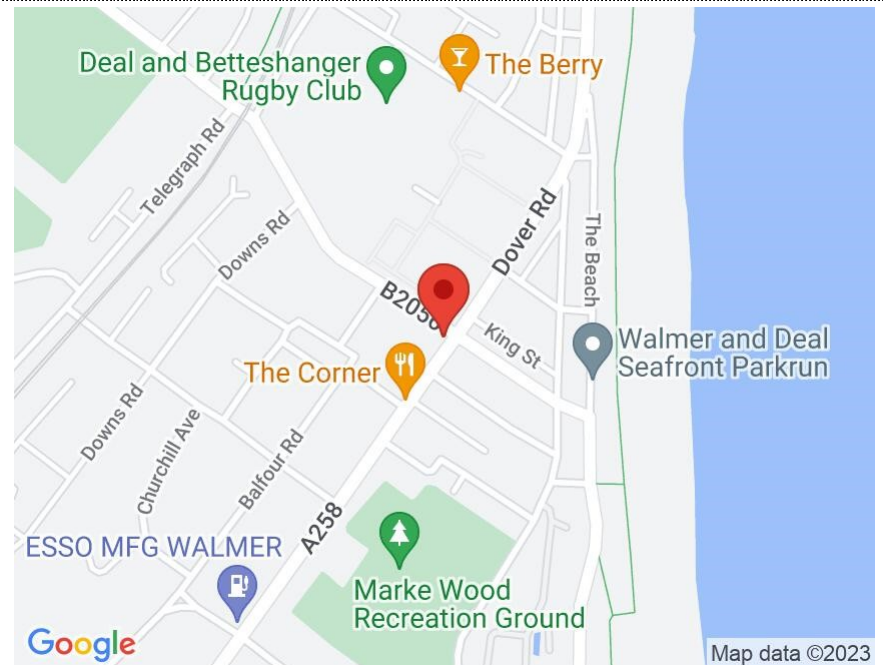 Deal and Betteshanger
Rugby Club
The Berry
Telegraph Rd
Downs Rd
Dover Rd
The Beach
B2056
King St
Walmer and Deal
Seafront Parkrun
The Corner
Downs Rd
Churchill Ave
Balfour Rd
A258
ESSO MFG WALMER
Marke Wood
Recreation Ground
Google
Map data ©2023